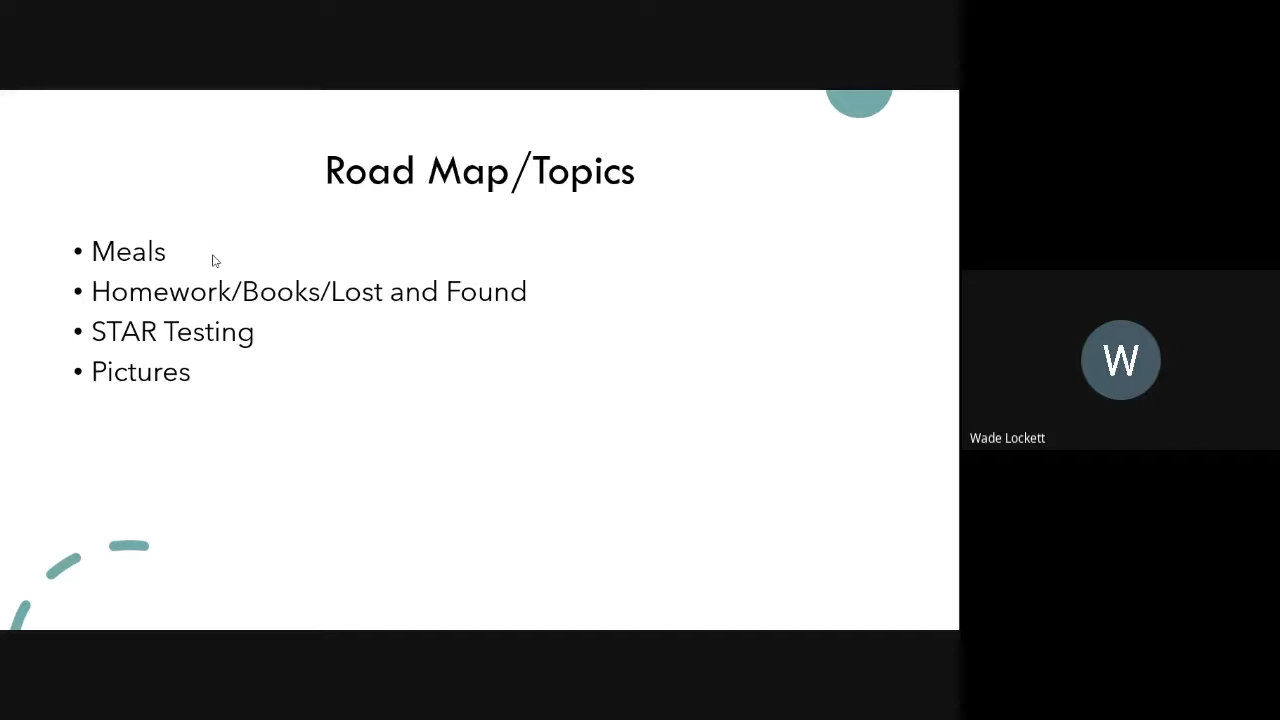 Road Map/Topics
• Meals
• Homework/Books/Lost and Found
• STAR Testing
• Pictures
W
Wade Lockett